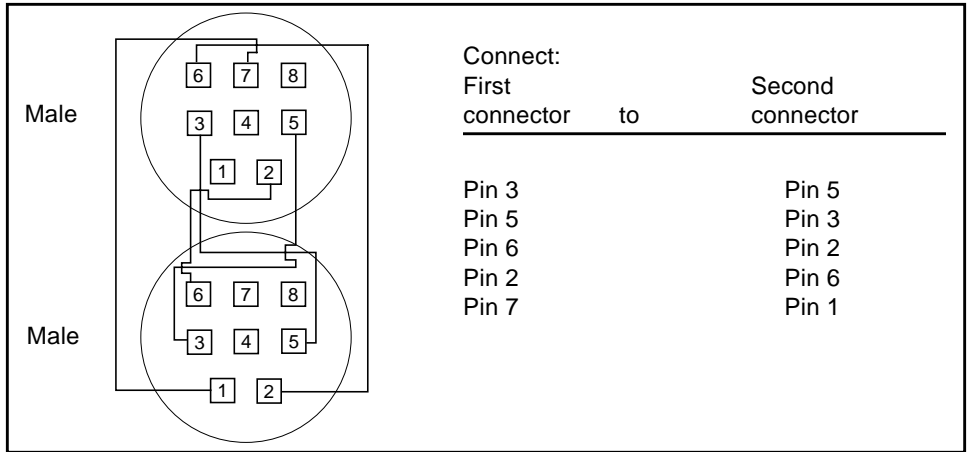 Male
6 7 8
3 4 5
1 2
Male
6 7 8
3 4 5
1 2
Connect:
First Second
connector to connector
Pin 3 Pin 5
Pin 5 Pin 3
Pin 6 Pin 2
Pin 2 Pin 6
Pin 7 Pin 1